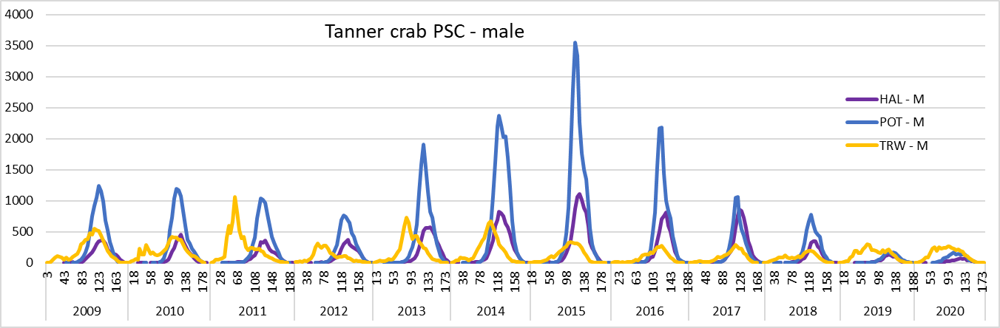 Tanner crab PSC - male
4000
3500
3000
2500
2000
1500
1000
500
0
HAL - M
POT - M
TRW - M
3 43 83 123 163 18 58 98 138 178 28 68 108 148 188 38 78 118 158 13 53 93 133 173 38 78 118 158 18 58 98 138 178 23 63 103 143 188 48 88 128 168 38 78 118 158 18 58 98 138 188 53 93 133 173
2009 2010 2011 2012 2013 2014 2015 2016 2017 2018 2019 2020